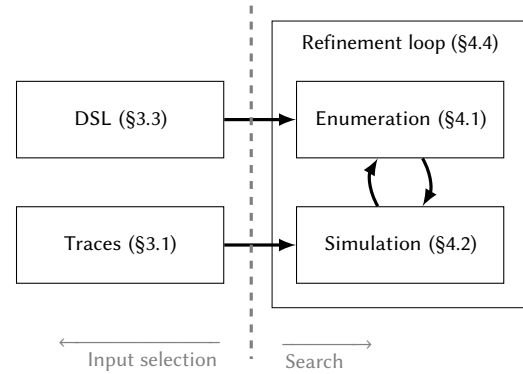 Refinement loop (§4.4)
DSL (§3.3)
Enumeration (§4.1)
Traces (§3.1)
Simulation (§4.2)
Input selection
Search